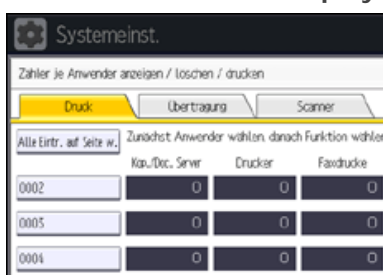 Systemeinst.
Zähler je Anwender anzeigen / löschen / drucken
Druck Übertragung Scanner
Alle Eintr. auf Seite w. Zunächst Anwender wählen, danach Funktion wählen
Kop./Doc. Server Drucker Faxdrucke
0002 0 0 0
0003 0 0 0
0004 0 0 0